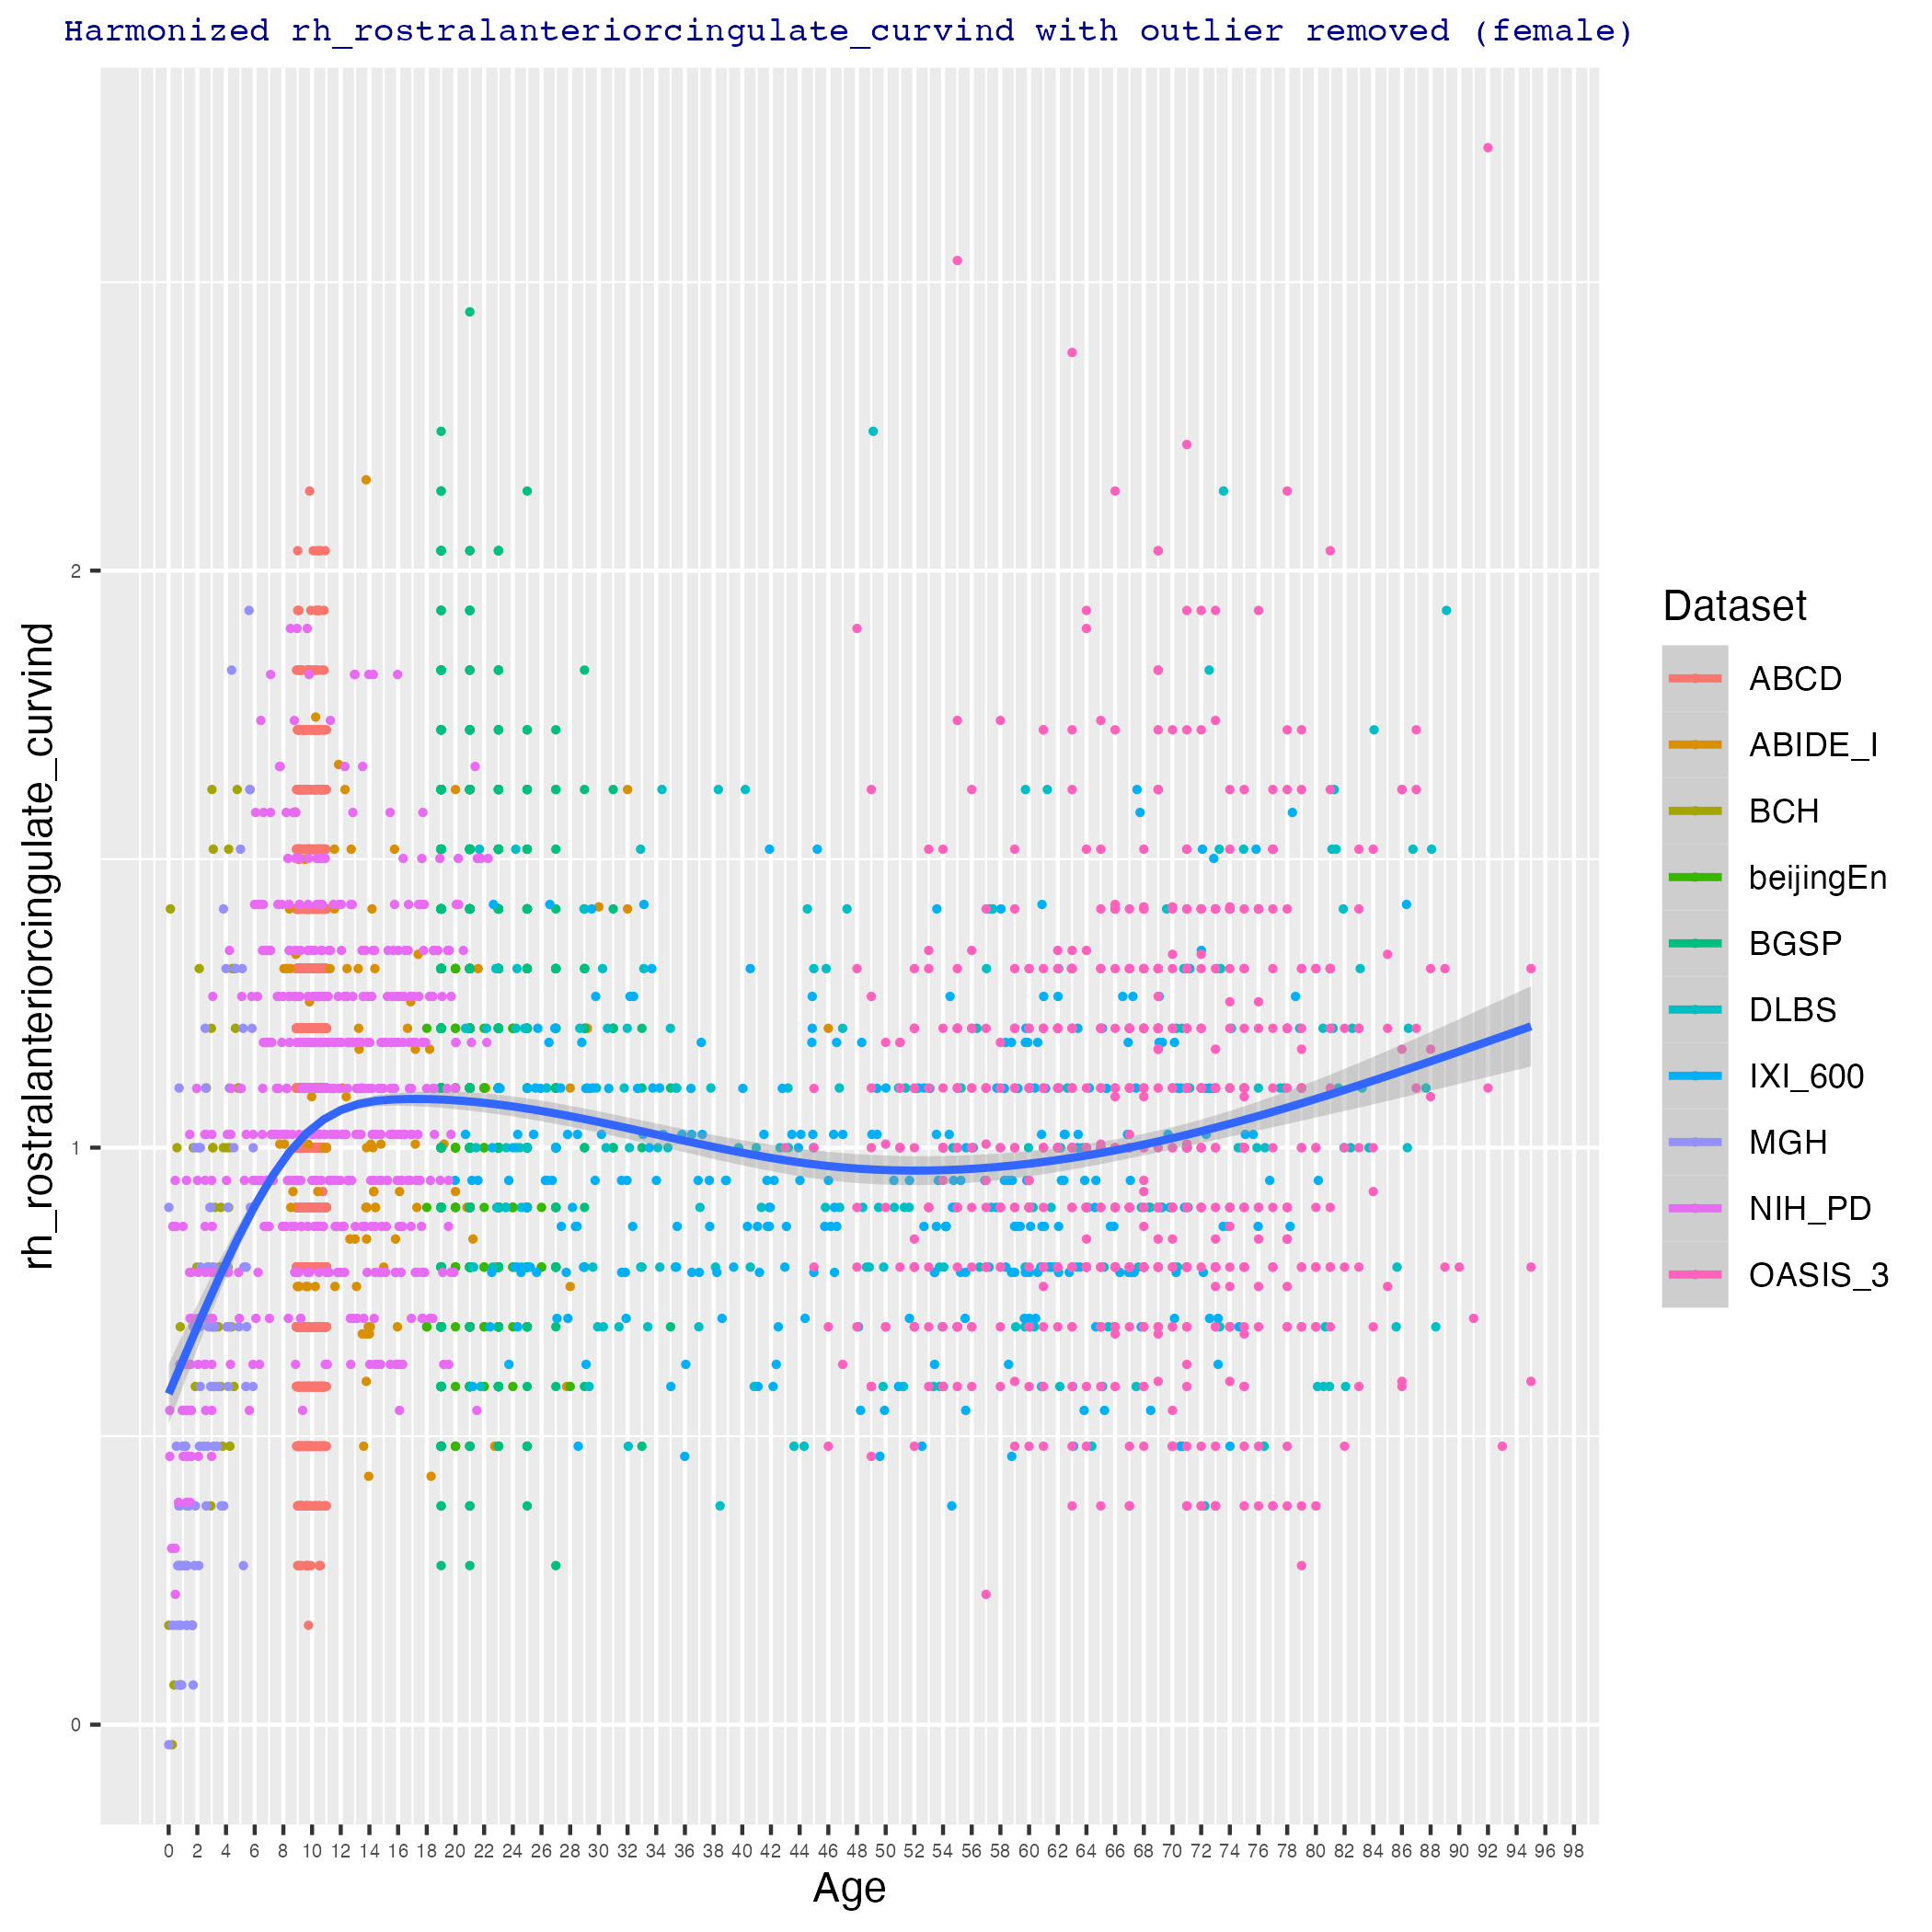 Harmonized rh_rostralanteriorcingulate_curvind with outlier removed (female)
rh_rostralanteriorcingulate_curvind
2
1
0
0 2 4 6 8 10 12 14 16 18 20 22 24 26 28 30 32 34 36 38 40 42 44 46 48 50 52 54 56 58 60 62 64 66 68 70 72 74 76 78 80 82 84 86 88 90 92 94 96 98
Age
Dataset
ABCD
ABIDE_I
BCH
beijingEn
BGSP
DLBS
IXI_600
MGH
NIH_PD
OASIS_3